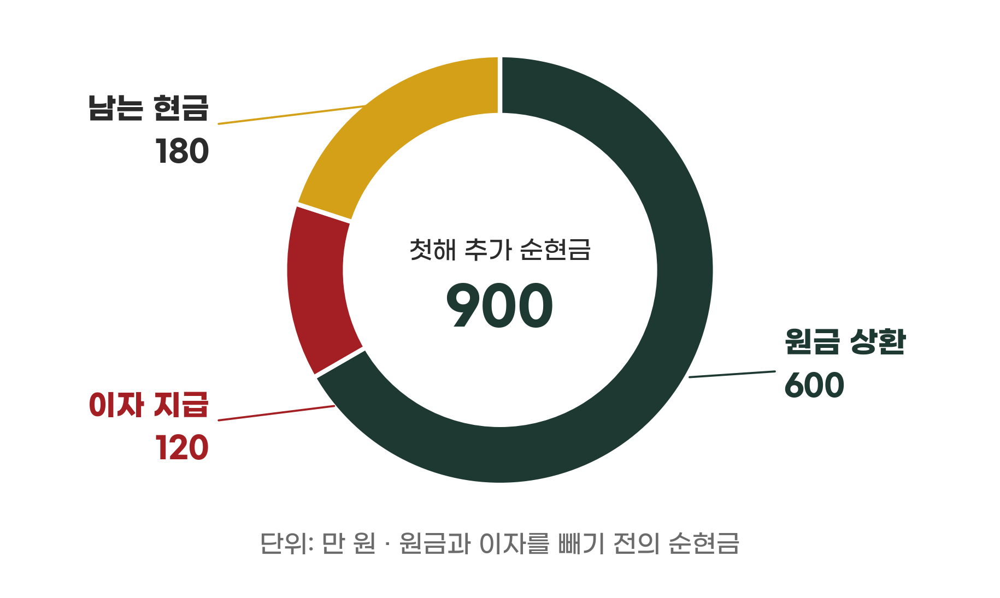 남는 현금
180
첫해 추가 순현금
900
원금 상환
600
이자 지급
120
단위: 만 원 · 원금과 이자를 빼기 전의 순현금